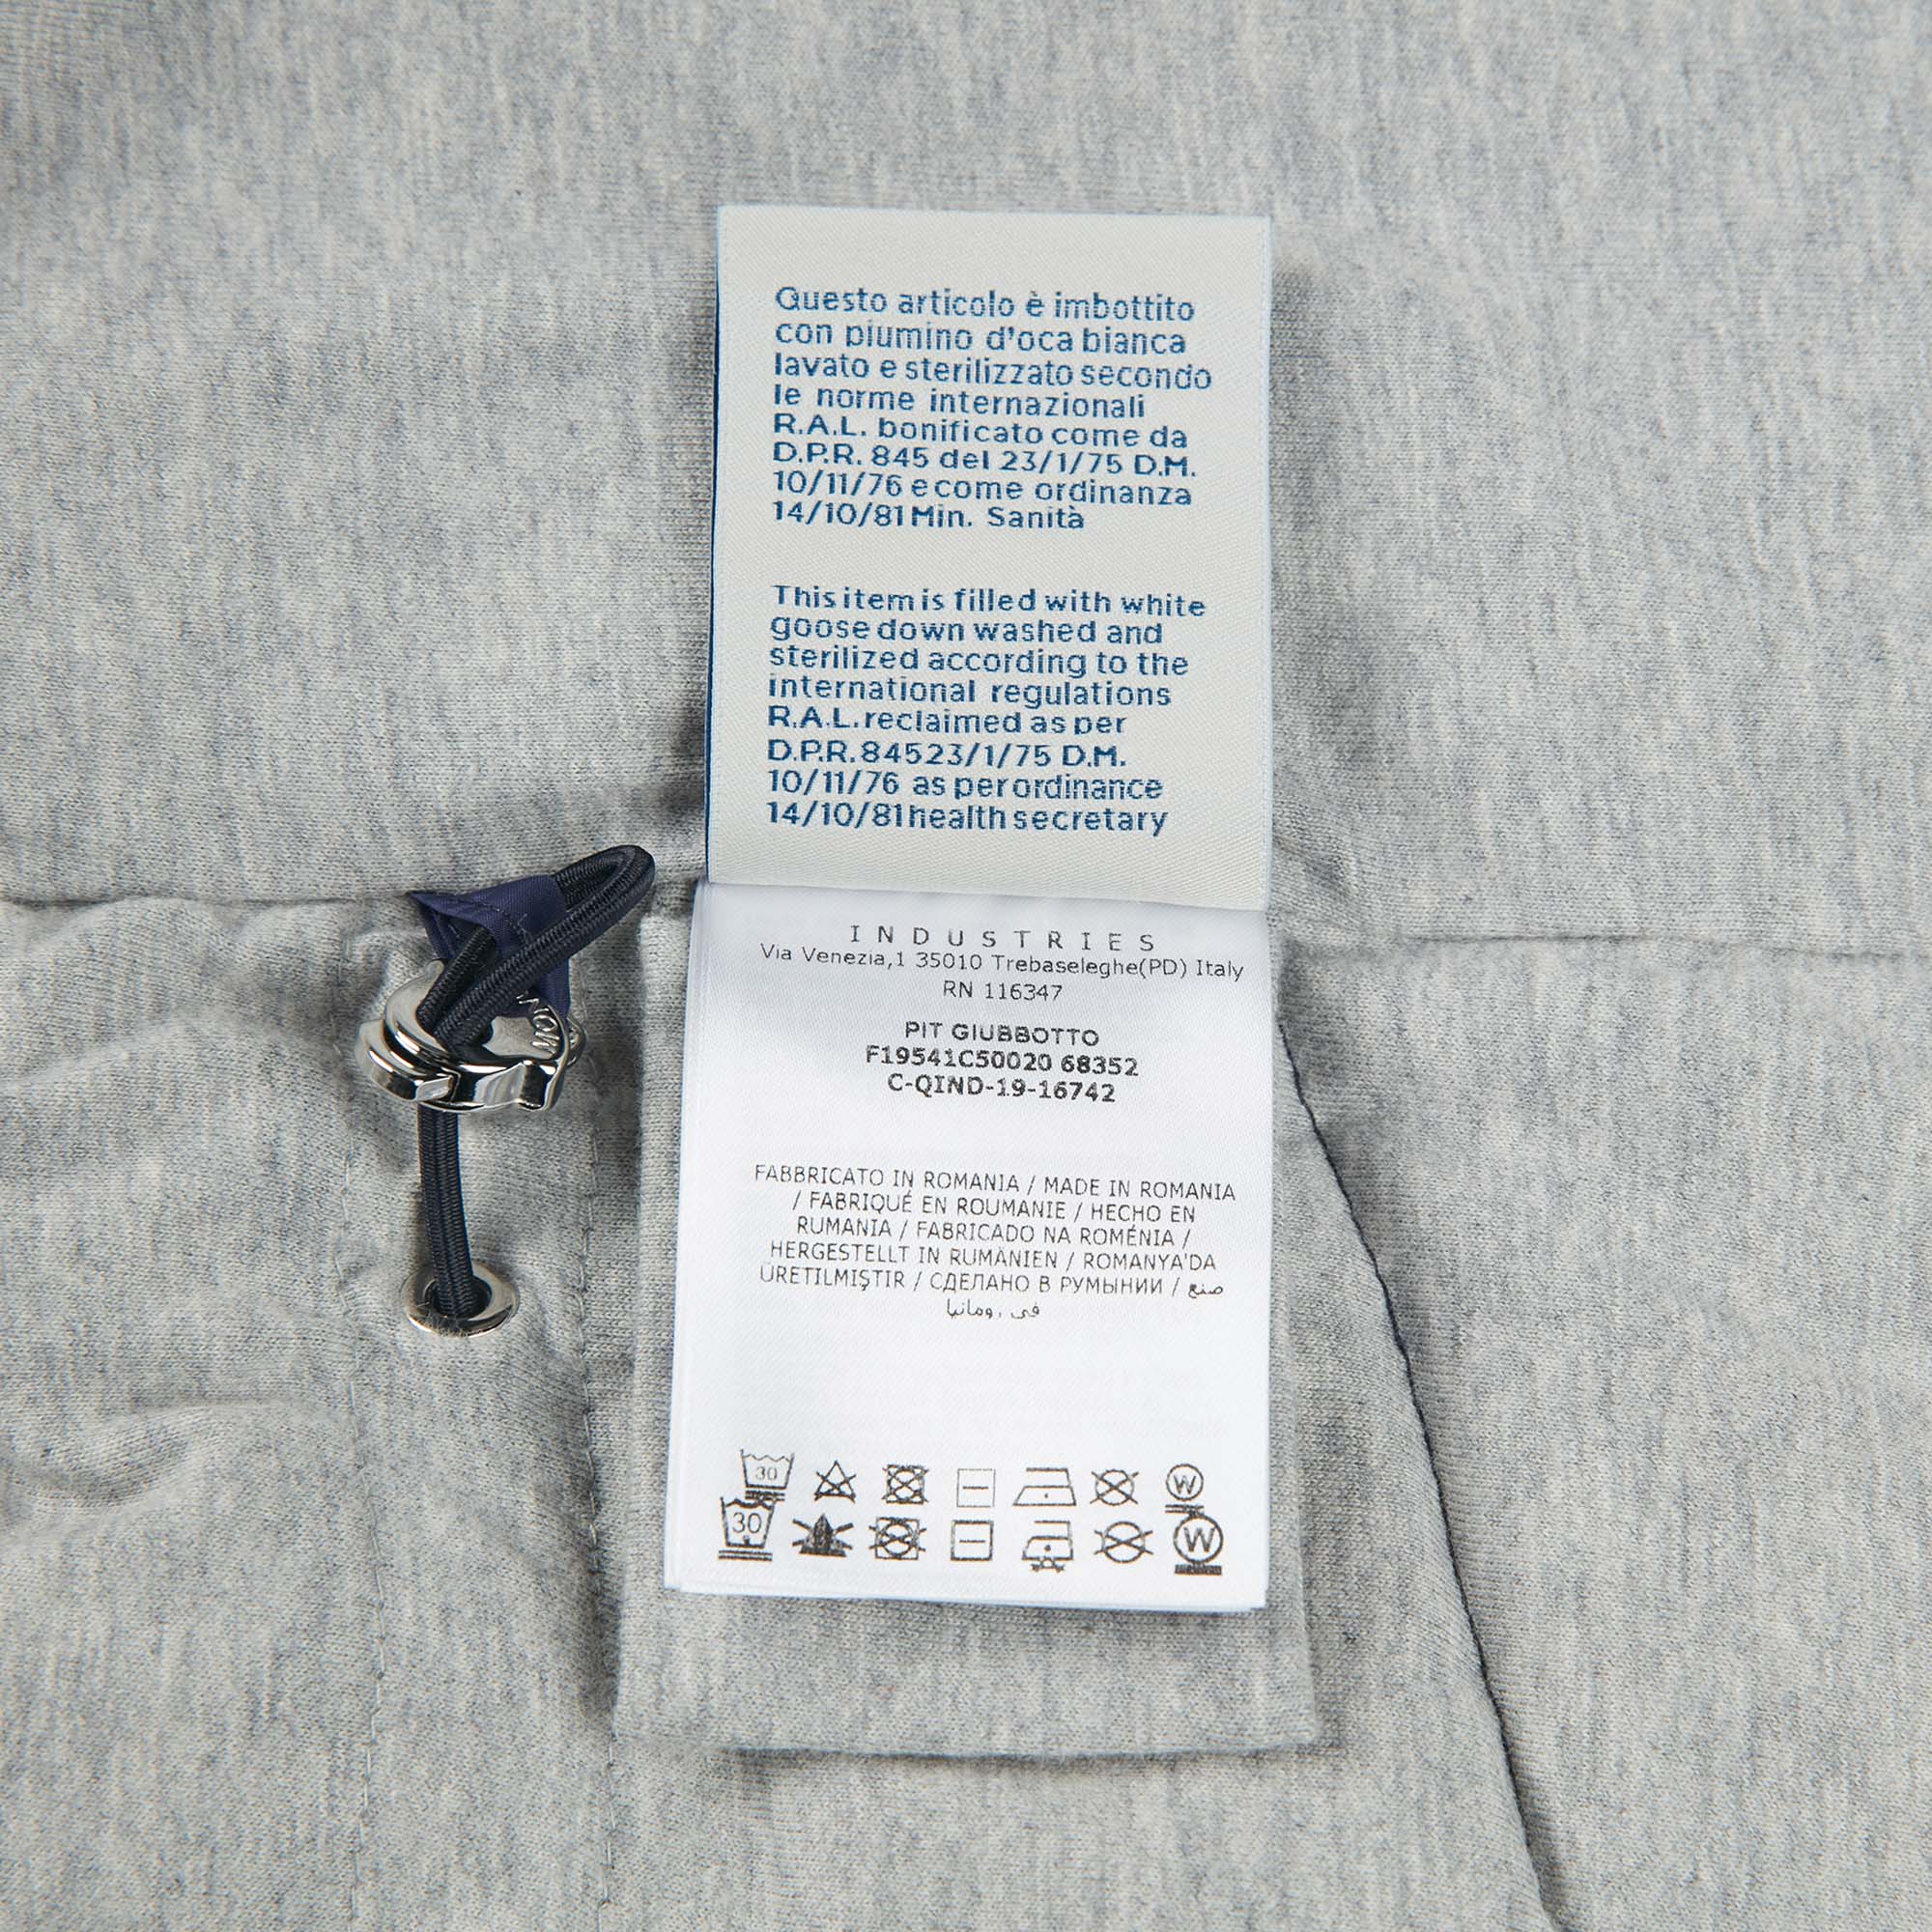 Questo articolo è imbottito
con piumino d'oca bianca
lavato e sterilizzato secondo
le norme internazionali
R.A.L. bonificato come da
D.P.R. 845 del 23/1/75 D.M.
10/11/76 e come ordinanza
14/10/81 Min. Sanità
This item is filled with white
goose down washed and
sterilized according to the
international regulations
R.A.L. reclaimed as per
D.P.R. 845 23/1/75 D.M.
10/11/76 as per ordinance
14/10/81 health secretary
INDUSTRIES
Via Venezia,1 35010 Trebaseleghe(PD) Italy
RN 116347
PIT GIUBBOTTO
F19541C50020 68352
C-QIND-19-16742
FABBRICATO IN ROMANIA / MADE IN ROMANIA
/ FABRIQUÉ EN ROUMANIE / HECHO EN
RUMANIA / FABRICADO NA ROMÉNIA /
HERGESTELLT IN RUMÄNIEN / ROMANYA'DA
ÜRETILMIŞTIR / СДЕЛАНО В РУМЫНИИ / صنع
في رومانيا
30 W
30 W